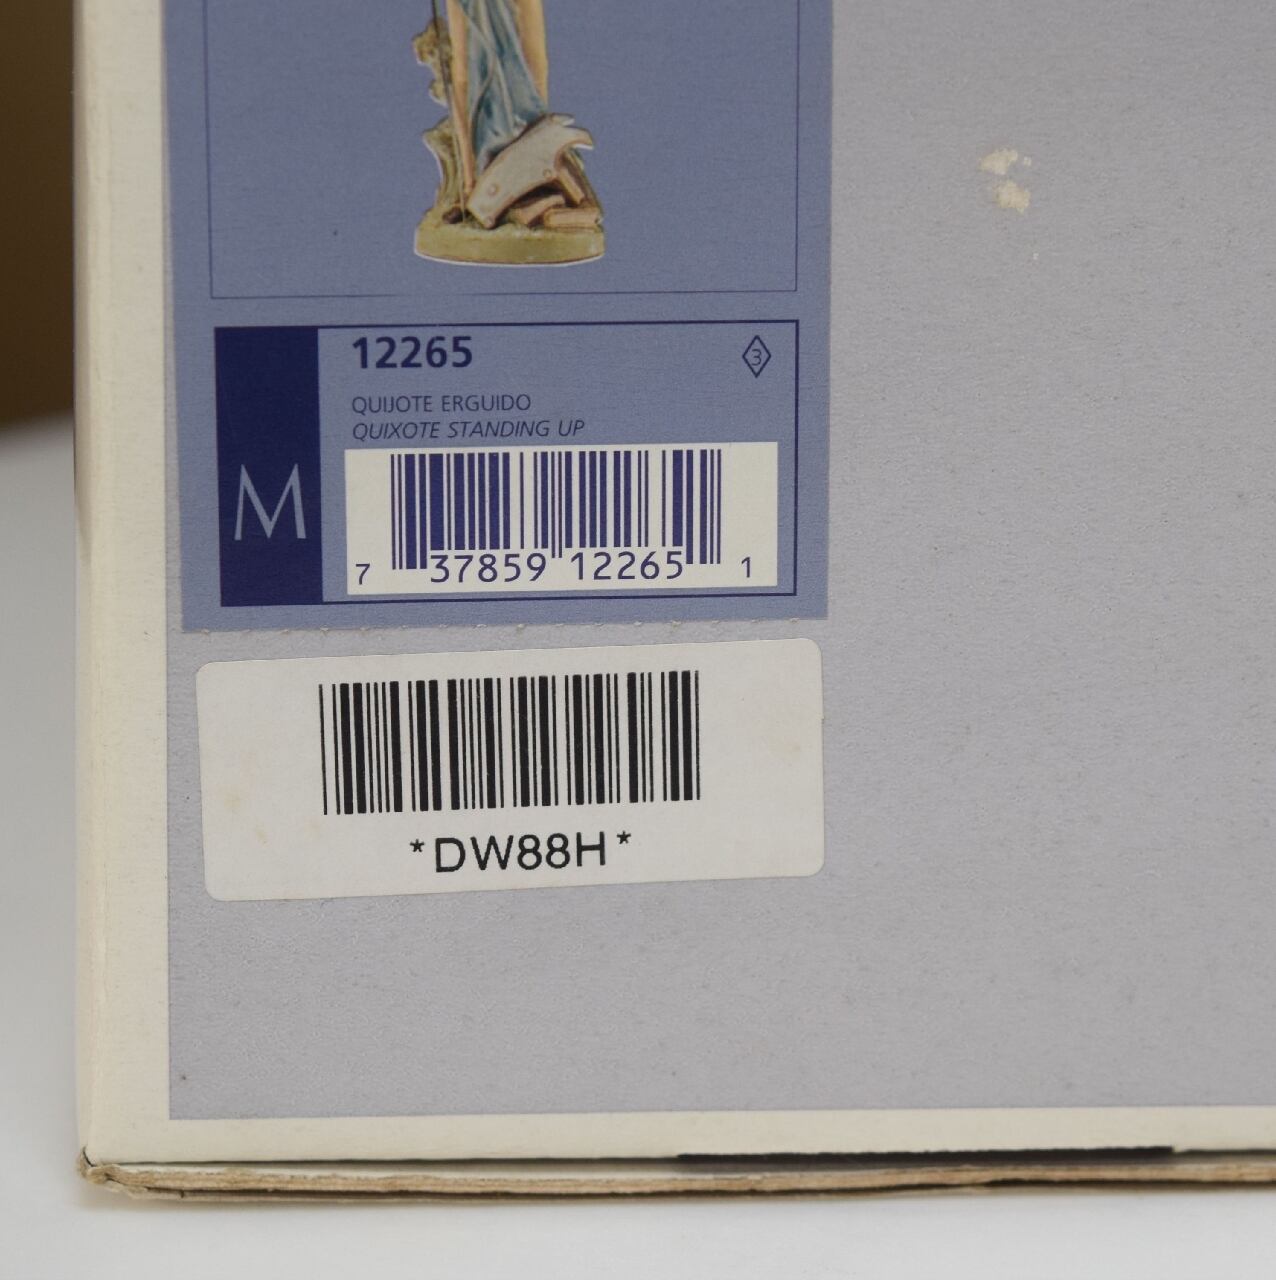 12265
3
QUIJOTE ERGUIDO
QUIXOTE STANDING UP
M
7 37859 12265 1
*DW88H*